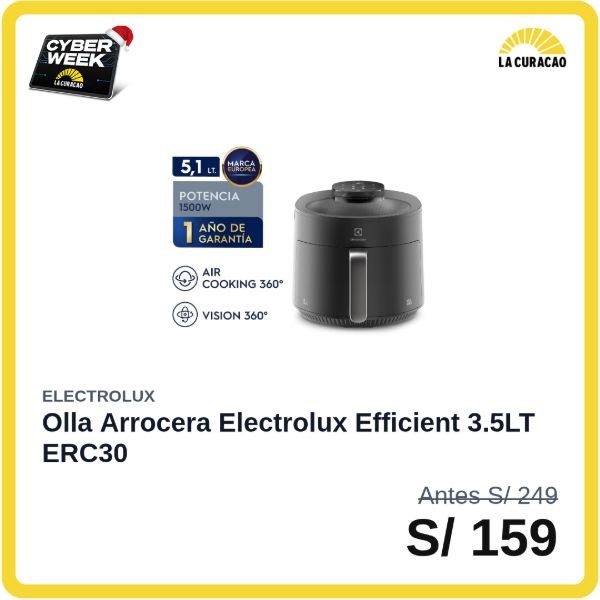 CYBER
WEEK
LA CURACAO
LA CURACAO
5,1 LT.
MARCA
EUROPEA
POTENCIA
1500W
1 AÑO DE
GARANTÍA
AIR
COOKING 360°
VISION 360°
ELECTROLUX
Olla Arrocera Electrolux Efficient 3.5LT
ERC30
Antes S/ 249
S/ 159